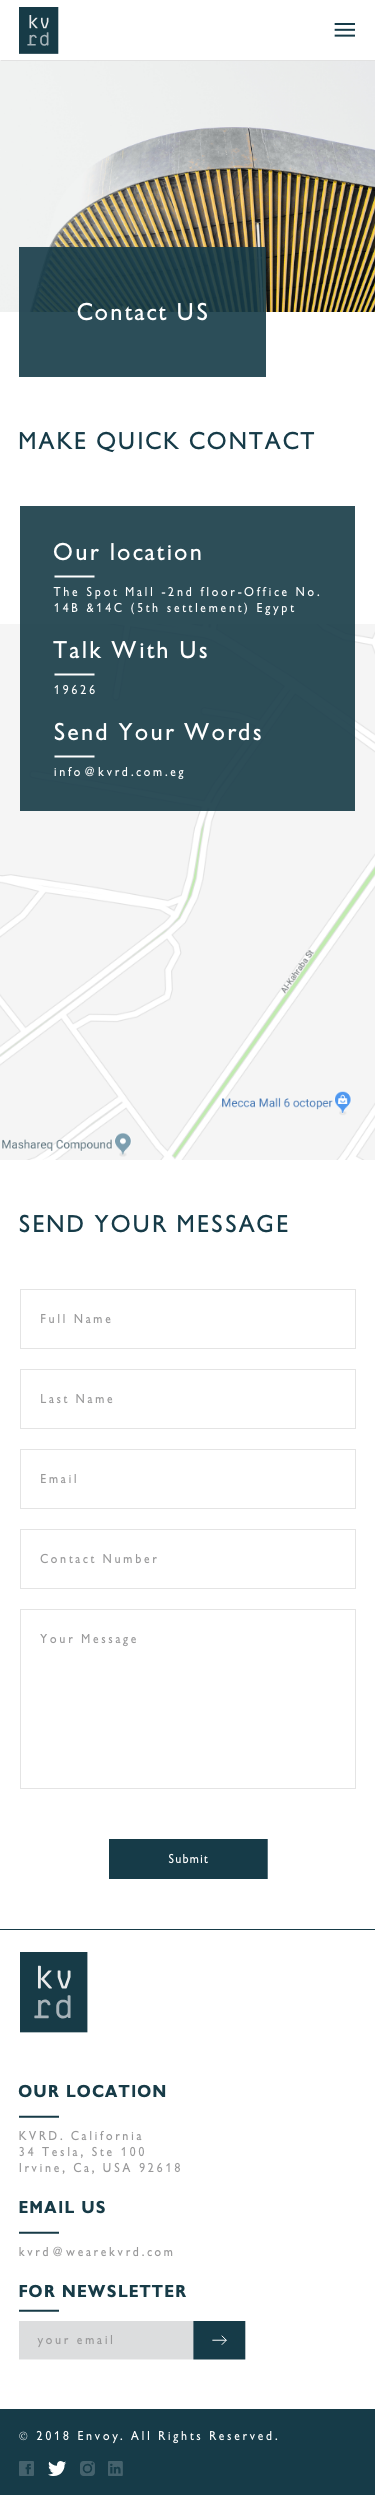 kv
rd
Contact US
MAKE QUICK CONTACT
Our location
The Spot Mall -2nd floor-Office No.
14B &14C (5th settlement) Egypt
Talk With Us
19626
Send Your Words
info@kvrd.com.eg
Al-Kahraba St
Mecca Mall 6 octoper
Mashareq Compound
SEND YOUR MESSAGE
Full Name
Last Name
Email
Contact Number
Your Message
Submit
kv
rd
OUR LOCATION
KVRD. California
34 Tesla, Ste 100
Irvine, Ca, USA 92618
EMAIL US
kvrd@wearekvrd.com
FOR NEWSLETTER
your email
© 2018 Envoy. All Rights Reserved.